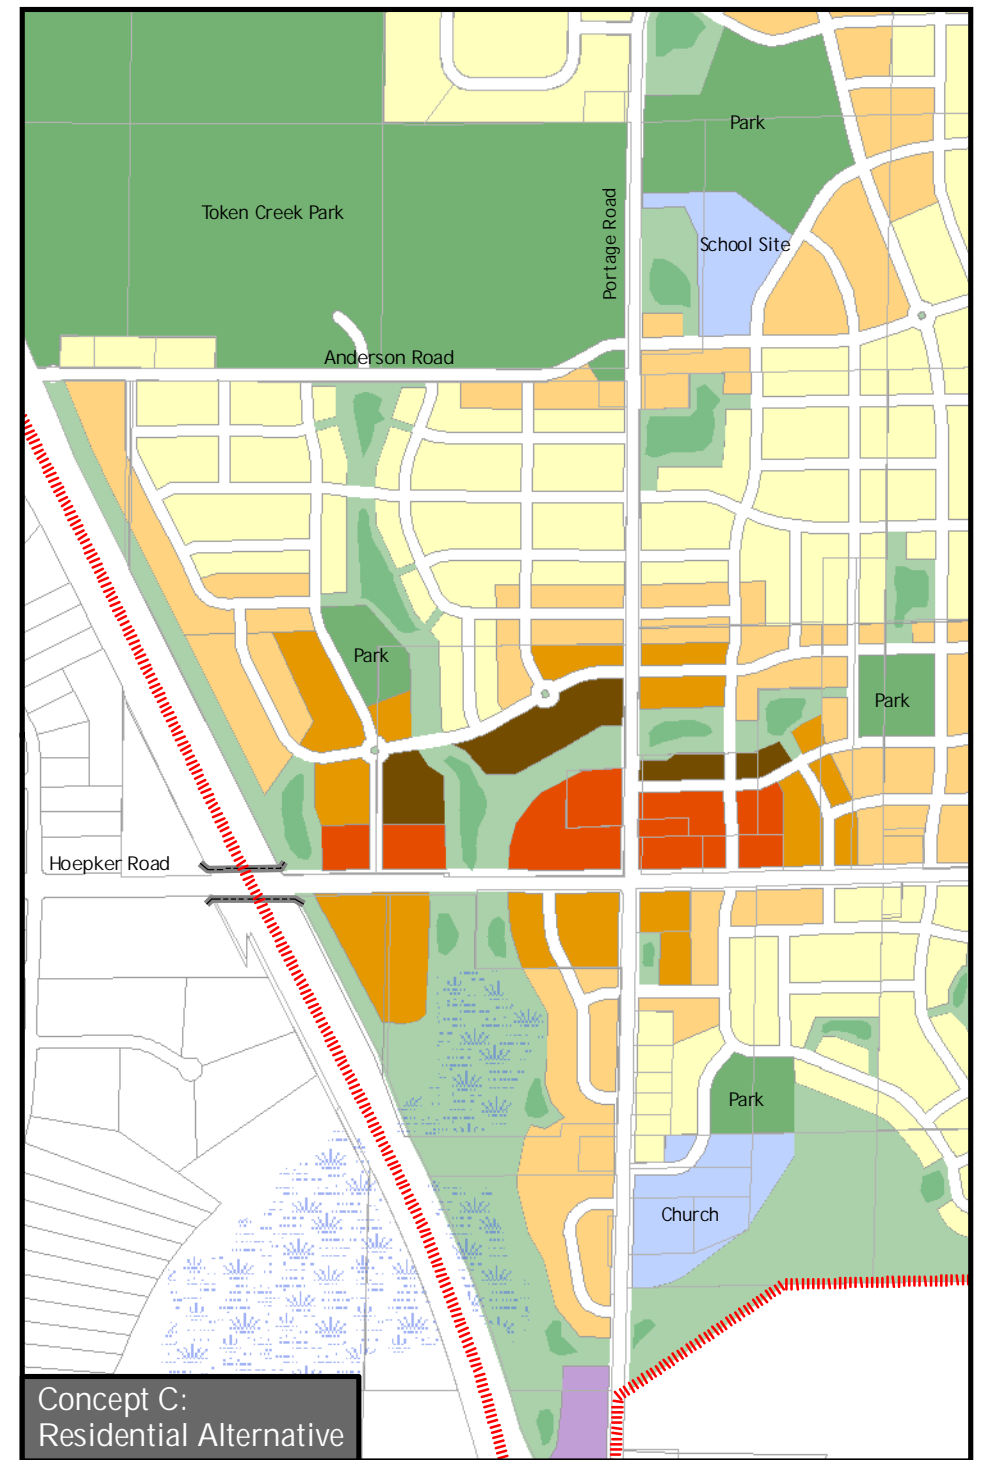 Park
Token Creek Park
Portage Road
School Site
Anderson Road
Park
Park
Hoepker Road
Park
Church
Concept C:
Residential Alternative